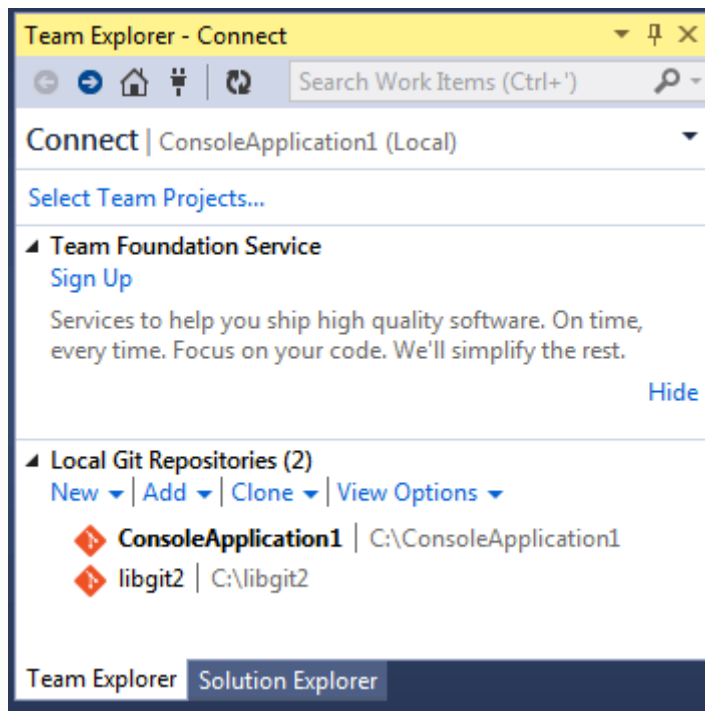 Team Explorer - Connect
Search Work Items (Ctrl+')
Connect | ConsoleApplication1 (Local)
Select Team Projects...
Team Foundation Service
Sign Up
Services to help you ship high quality software. On time,
every time. Focus on your code. We'll simplify the rest.
Hide
Local Git Repositories (2)
New | Add | Clone | View Options
ConsoleApplication1 | C:\ConsoleApplication1
libgit2 | C:\libgit2
Team Explorer Solution Explorer